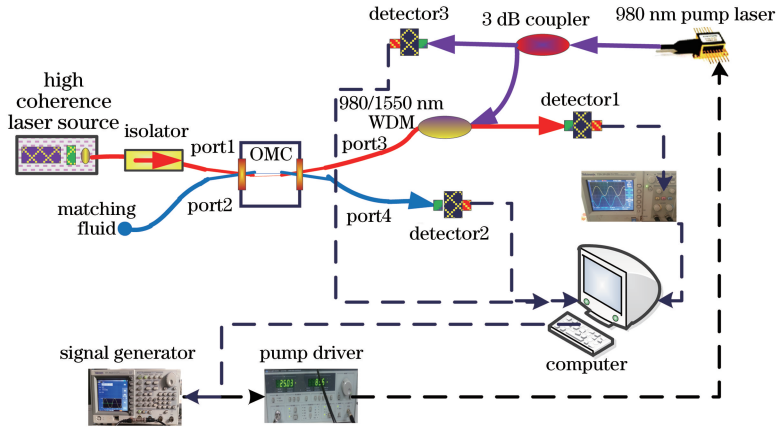 detector3
3 dB coupler
980 nm pump laser
high
coherence
laser source
isolator
port1
OMC
port3
980/1550 nm
WDM
detector1
matching
fluid
port2
port4
detector2
computer
signal generator
pump driver